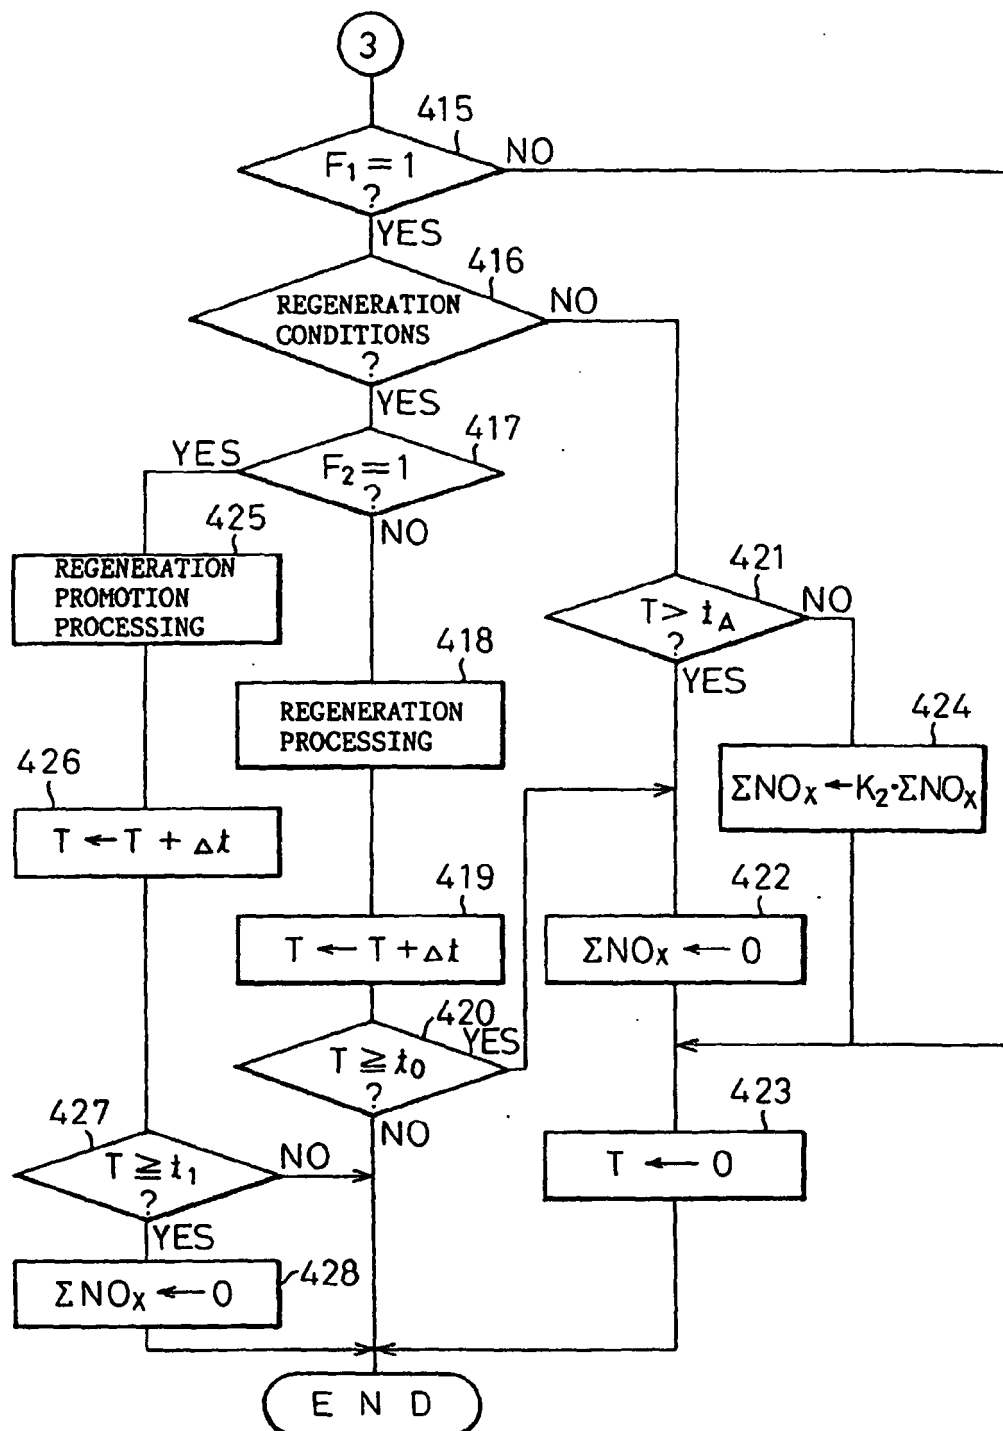 3
415
F₁ = 1
?
NO
YES
416
REGENERATION
CONDITIONS
?
NO
YES
417
YES
F₂ = 1
?
NO
425
REGENERATION
PROMOTION
PROCESSING
421
T > tA
?
NO
YES
418
REGENERATION
PROCESSING
424
ΣNOx ← K₂·ΣNOx
426
T ← T + Δt
419
T ← T + Δt
422
ΣNOx ← 0
420
T ≧ t₀
?
YES
NO
423
T ← 0
427
T ≧ t₁
?
NO
YES
428
ΣNOx ← 0
END